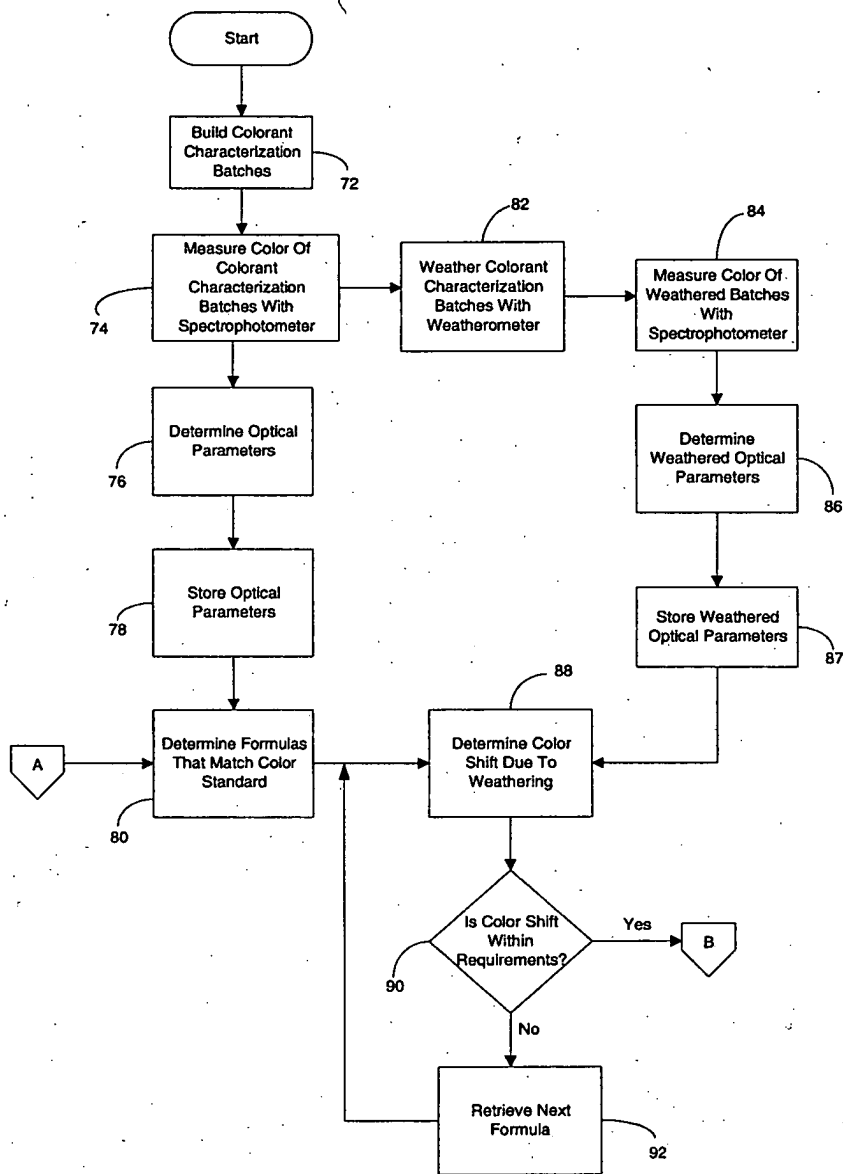 Start
Build Colorant
Characterization
Batches
72
82
84
Measure Color Of
Colorant
Characterization
Batches With
Spectrophotometer
74
Weather Colorant
Characterization
Batches With
Weatherometer
Measure Color Of
Weathered Batches
With
Spectrophotometer
Determine Optical
Parameters
76
Determine
Weathered Optical
Parameters
86
Store Optical
Parameters
78
Store Weathered
Optical Parameters
87
88
A
Determine Formulas
That Match Color
Standard
80
Determine Color
Shift Due To
Weathering
Is Color Shift
Within
Requirements?
90
Yes
B
No
Retrieve Next
Formula
92